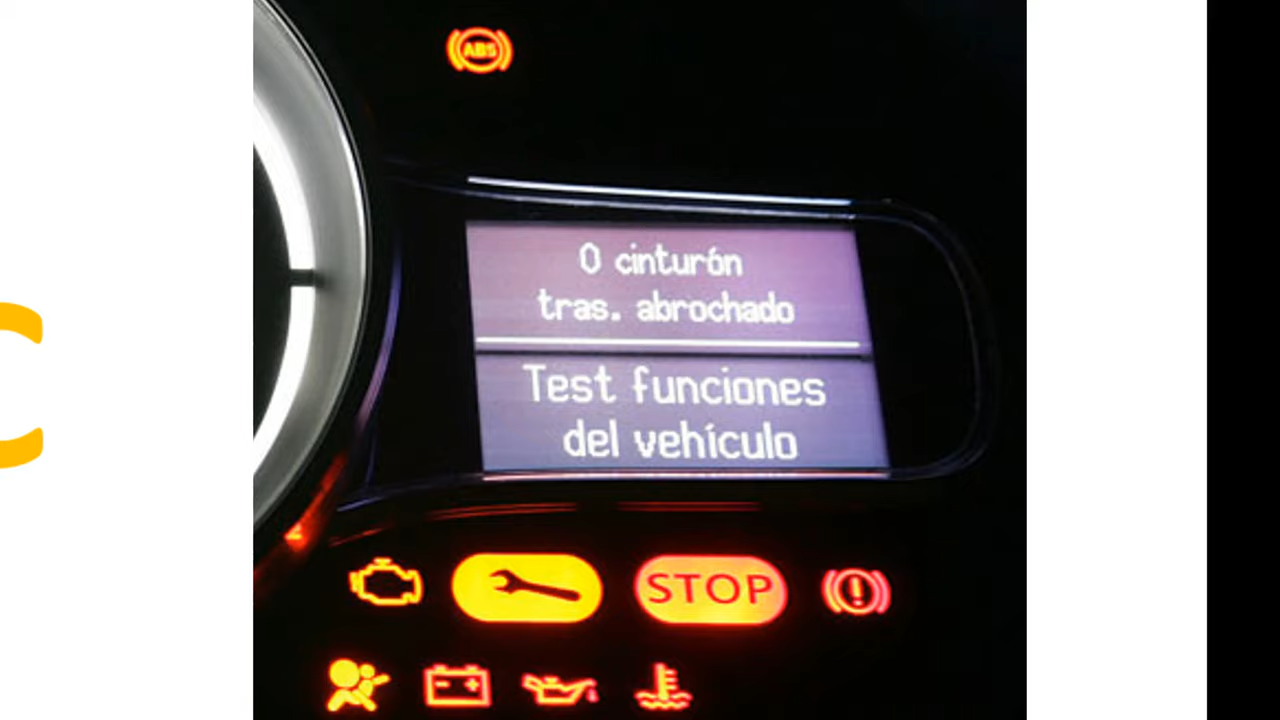 ABS
0 cinturón
tras. abrochado
Test funciones
del vehículo
STOP